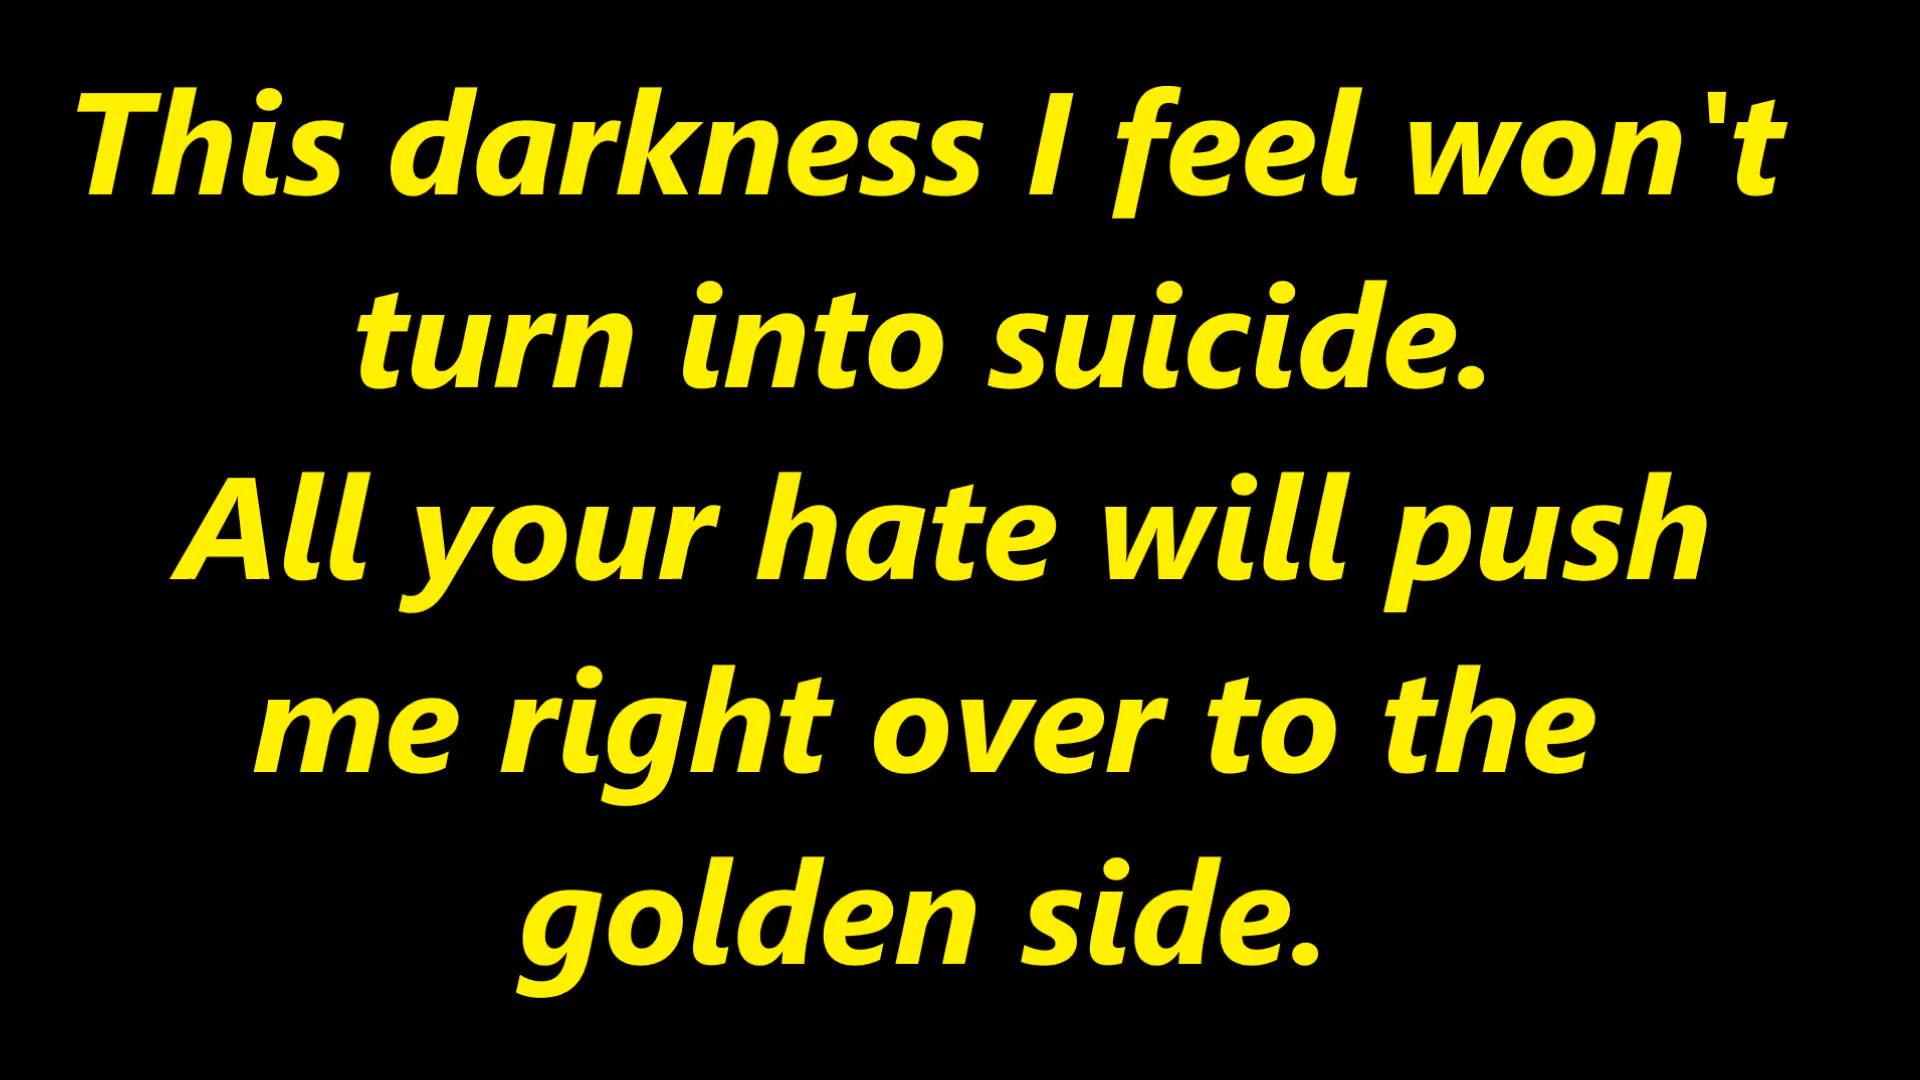 This darkness I feel won't
turn into suicide.
All your hate will push
me right over to the
golden side.